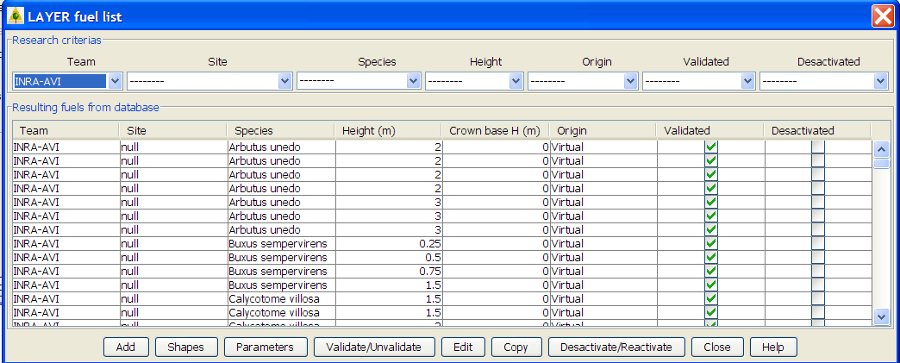 LAYER fuel list
Research criterias
Team Site Species Height Origin Validated Desactivated
INRA-AVI -------- -------- -------- -------- -------- --------
Resulting fuels from database
Team Site Species Height (m) Crown base H (m) Origin Validated Desactivated
INRA-AVI null Arbutus unedo 2 0 Virtual
INRA-AVI null Arbutus unedo 2 0 Virtual
INRA-AVI null Arbutus unedo 2 0 Virtual
INRA-AVI null Arbutus unedo 2 0 Virtual
INRA-AVI null Arbutus unedo 3 0 Virtual
INRA-AVI null Arbutus unedo 3 0 Virtual
INRA-AVI null Arbutus unedo 3 0 Virtual
INRA-AVI null Buxus sempervirens 0.25 0 Virtual
INRA-AVI null Buxus sempervirens 0.5 0 Virtual
INRA-AVI null Buxus sempervirens 0.75 0 Virtual
INRA-AVI null Buxus sempervirens 1.5 0 Virtual
INRA-AVI null Calycotome villosa 1.5 0 Virtual
INRA-AVI null Calycotome villosa 1.5 0 Virtual
INRA-AVI null Calycotome villosa 2 0 Virtual
Add Shapes Parameters Validate/Unvalidate Edit Copy Desactivate/Reactivate Close Help